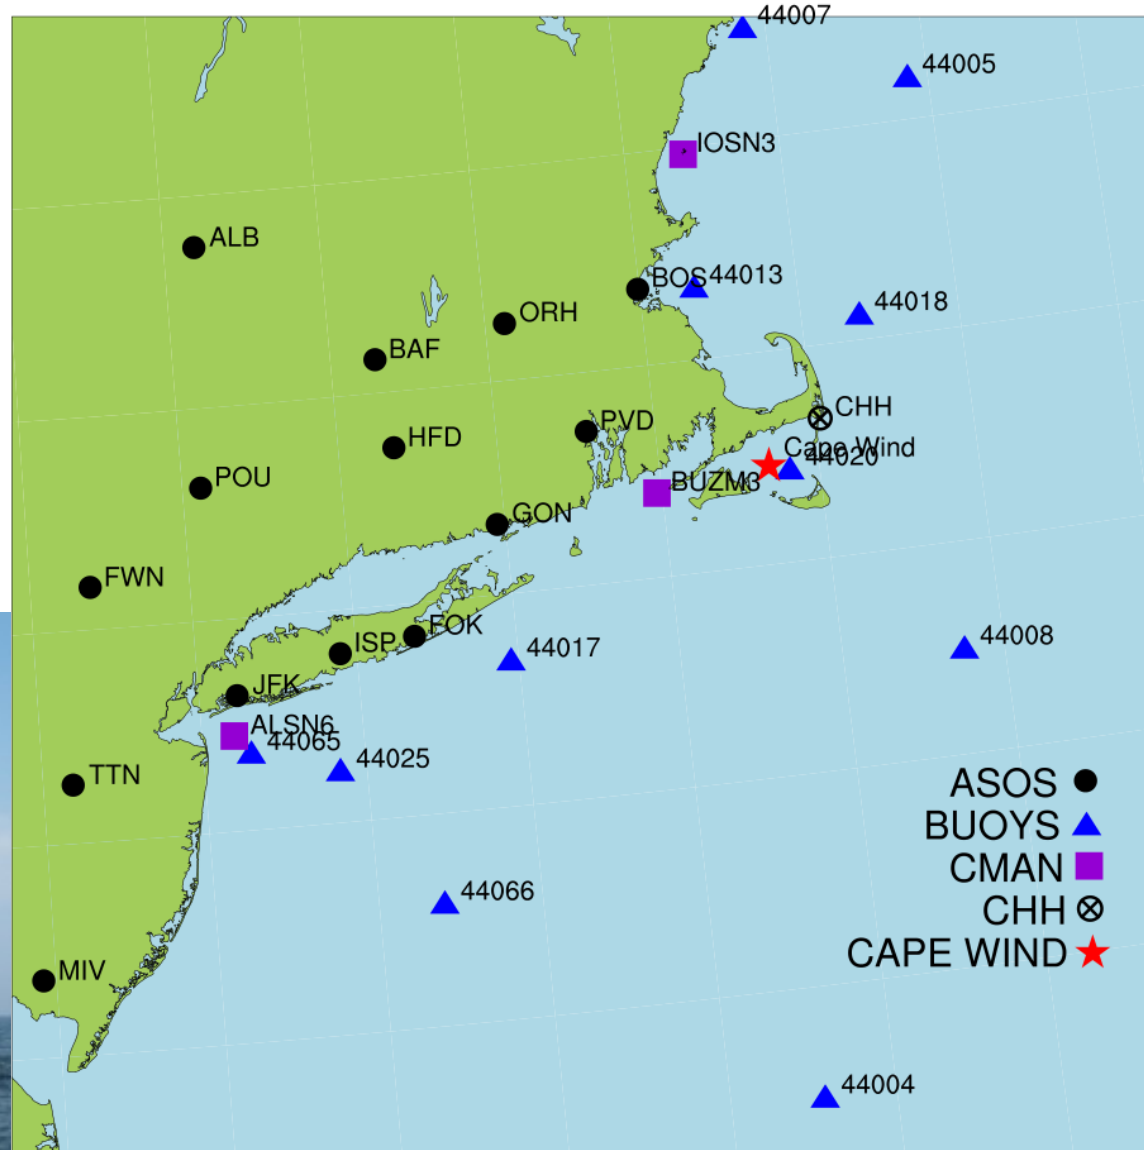 44007
44005
IOSN3
ALB
BOS
44013
44018
ORH
BAF
CHH
PVD
HFD
Cape Wind
44020
POU
BUZM3
GON
FWN
FOK
ISP
44017
44008
JFK
ALSN6
44065
44025
TTN
ASOS
BUOYS
CMAN
44066
CHH
CAPE WIND
MIV
44004